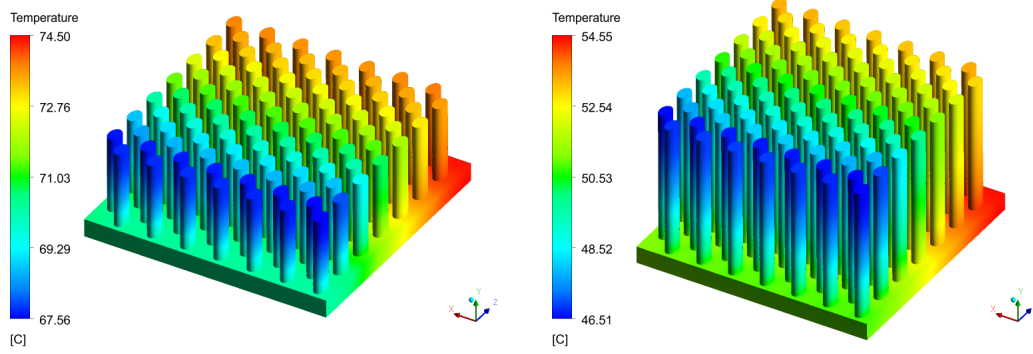 Temperature
74.50
72.76
71.03
69.29
67.56
[C]
X
Y
Z
Temperature
54.55
52.54
50.53
48.52
46.51
[C]
X
Y